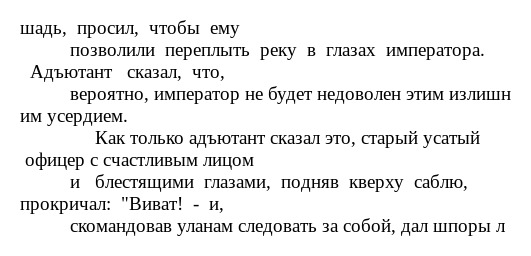 шадь, просил, чтобы ему
позволили переплыть реку в глазах императора.
Адъютант сказал, что,
вероятно, император не будет недоволен этим излишн
им усердием.
Как только адъютант сказал это, старый усатый
офицер с счастливым лицом
и блестящими глазами, подняв кверху саблю,
прокричал: "Виват! - и,
скомандовав уланам следовать за собой, дал шпоры л